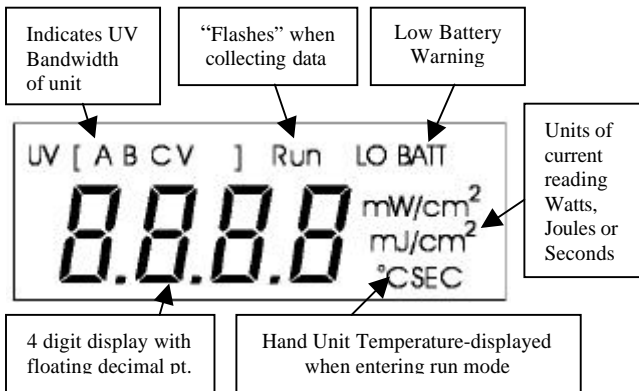 Indicates UV
Bandwidth
of unit
“Flashes” when
collecting data
Low Battery
Warning
UV [ A B C V ] Run LO BATT
8.8.8.8
mW/cm²
mJ/cm²
°CSEC
Units of
current
reading
Watts,
Joules or
Seconds
4 digit display with
floating decimal pt.
Hand Unit Temperature-displayed
when entering run mode